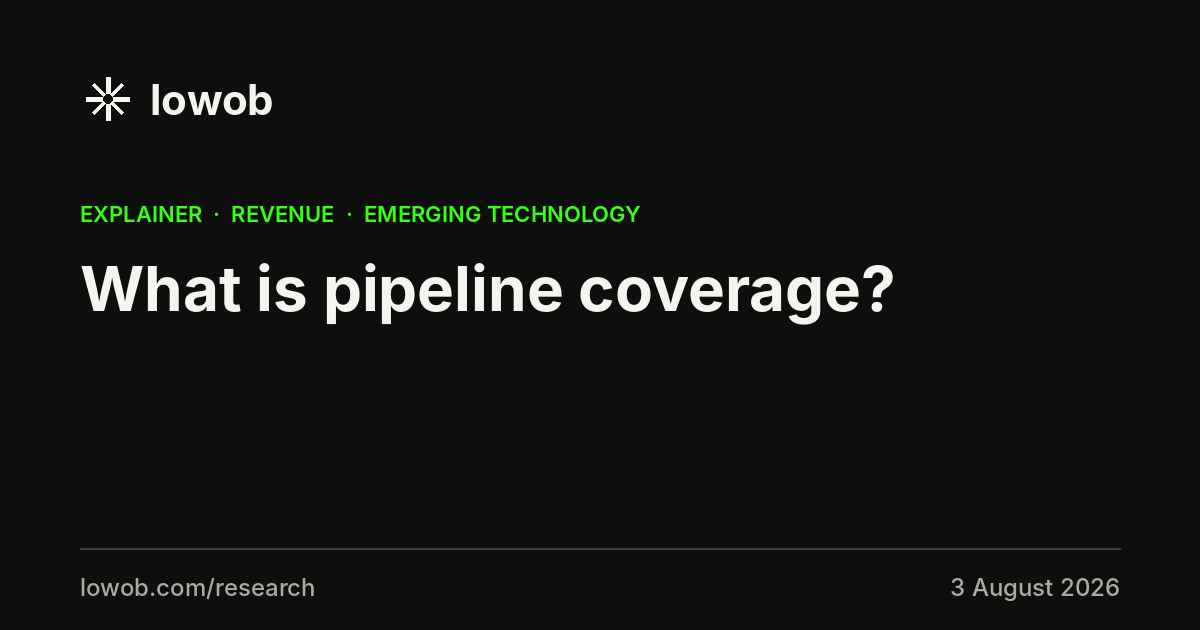 lowob
EXPLAINER · REVENUE · EMERGING TECHNOLOGY
What is pipeline coverage?
lowob.com/research
3 August 2026